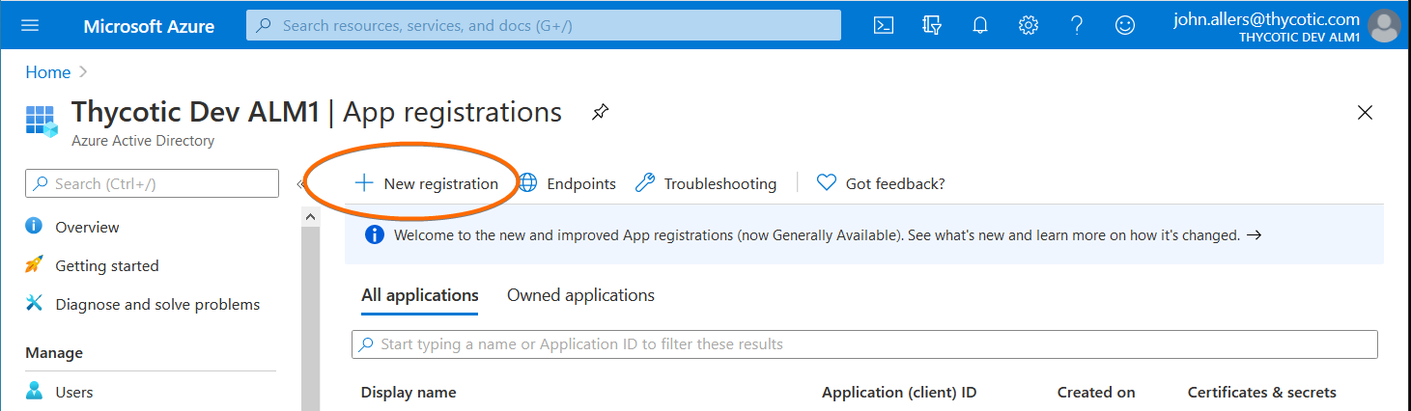 Microsoft Azure
Search resources, services, and docs (G+/)
john.allers@thycotic.com
THYCOTIC DEV ALM1
Home
Thycotic Dev ALM1 | App registrations
Azure Active Directory
Search (Ctrl+/)
«
New registration
Endpoints
Troubleshooting
Got feedback?
Overview
Getting started
Diagnose and solve problems
Manage
Users
Welcome to the new and improved App registrations (now Generally Available). See what's new and learn more on how it's changed. →
All applications
Owned applications
Start typing a name or Application ID to filter these results
Display name
Application (client) ID
Created on
Certificates & secrets